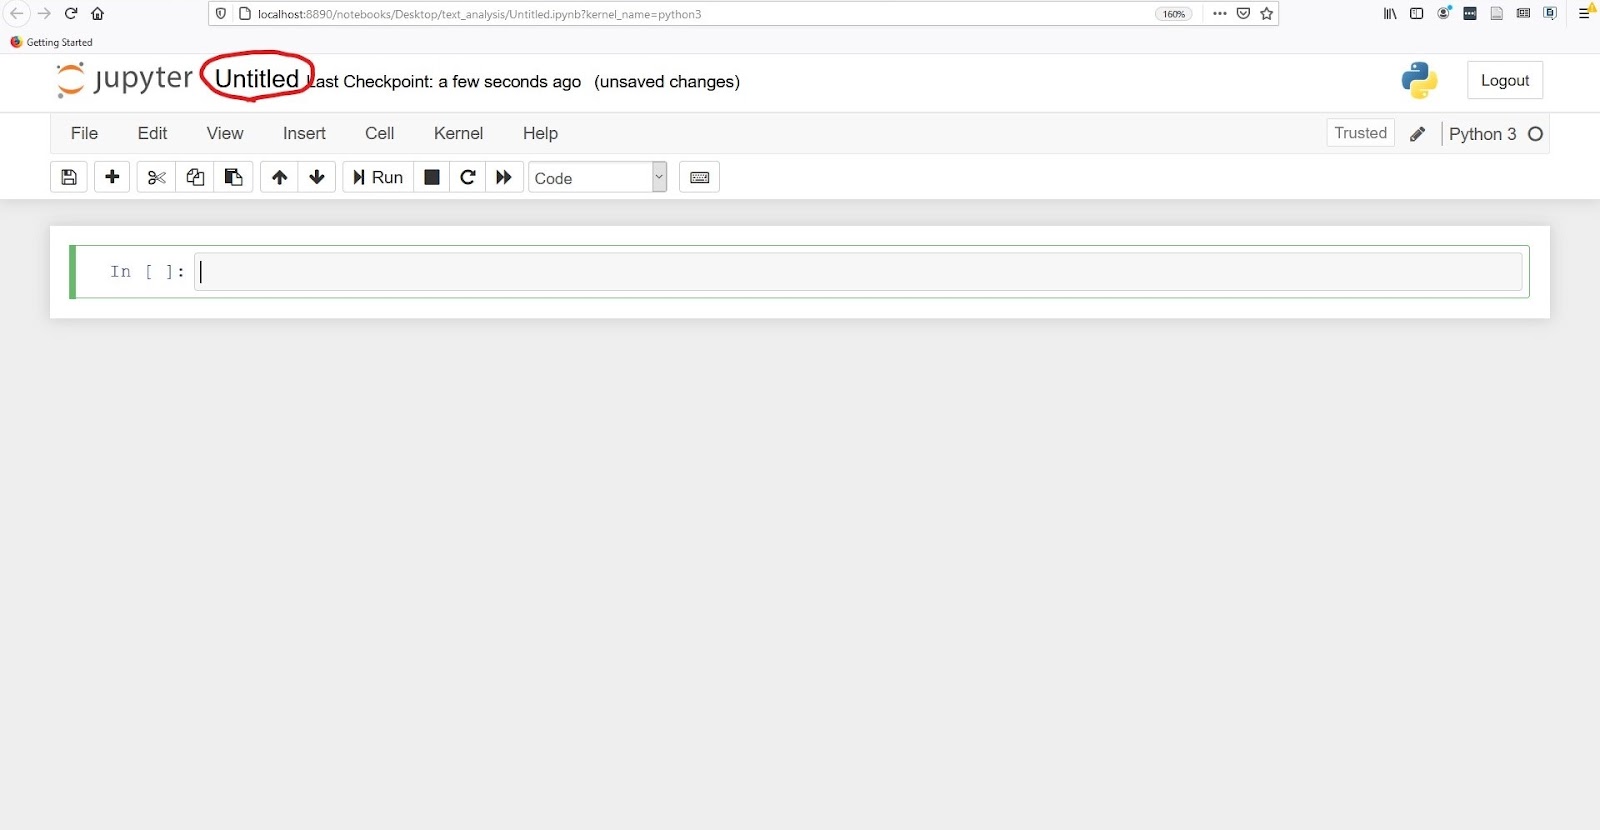 localhost:8890/notebooks/Desktop/text_analysis/Untitled.ipynb?kernel_name=python3 160%
Getting Started
jupyter Untitled Last Checkpoint: a few seconds ago (unsaved changes) Logout
File Edit View Insert Cell Kernel Help Trusted Python 3
Run Code
In [ ]: